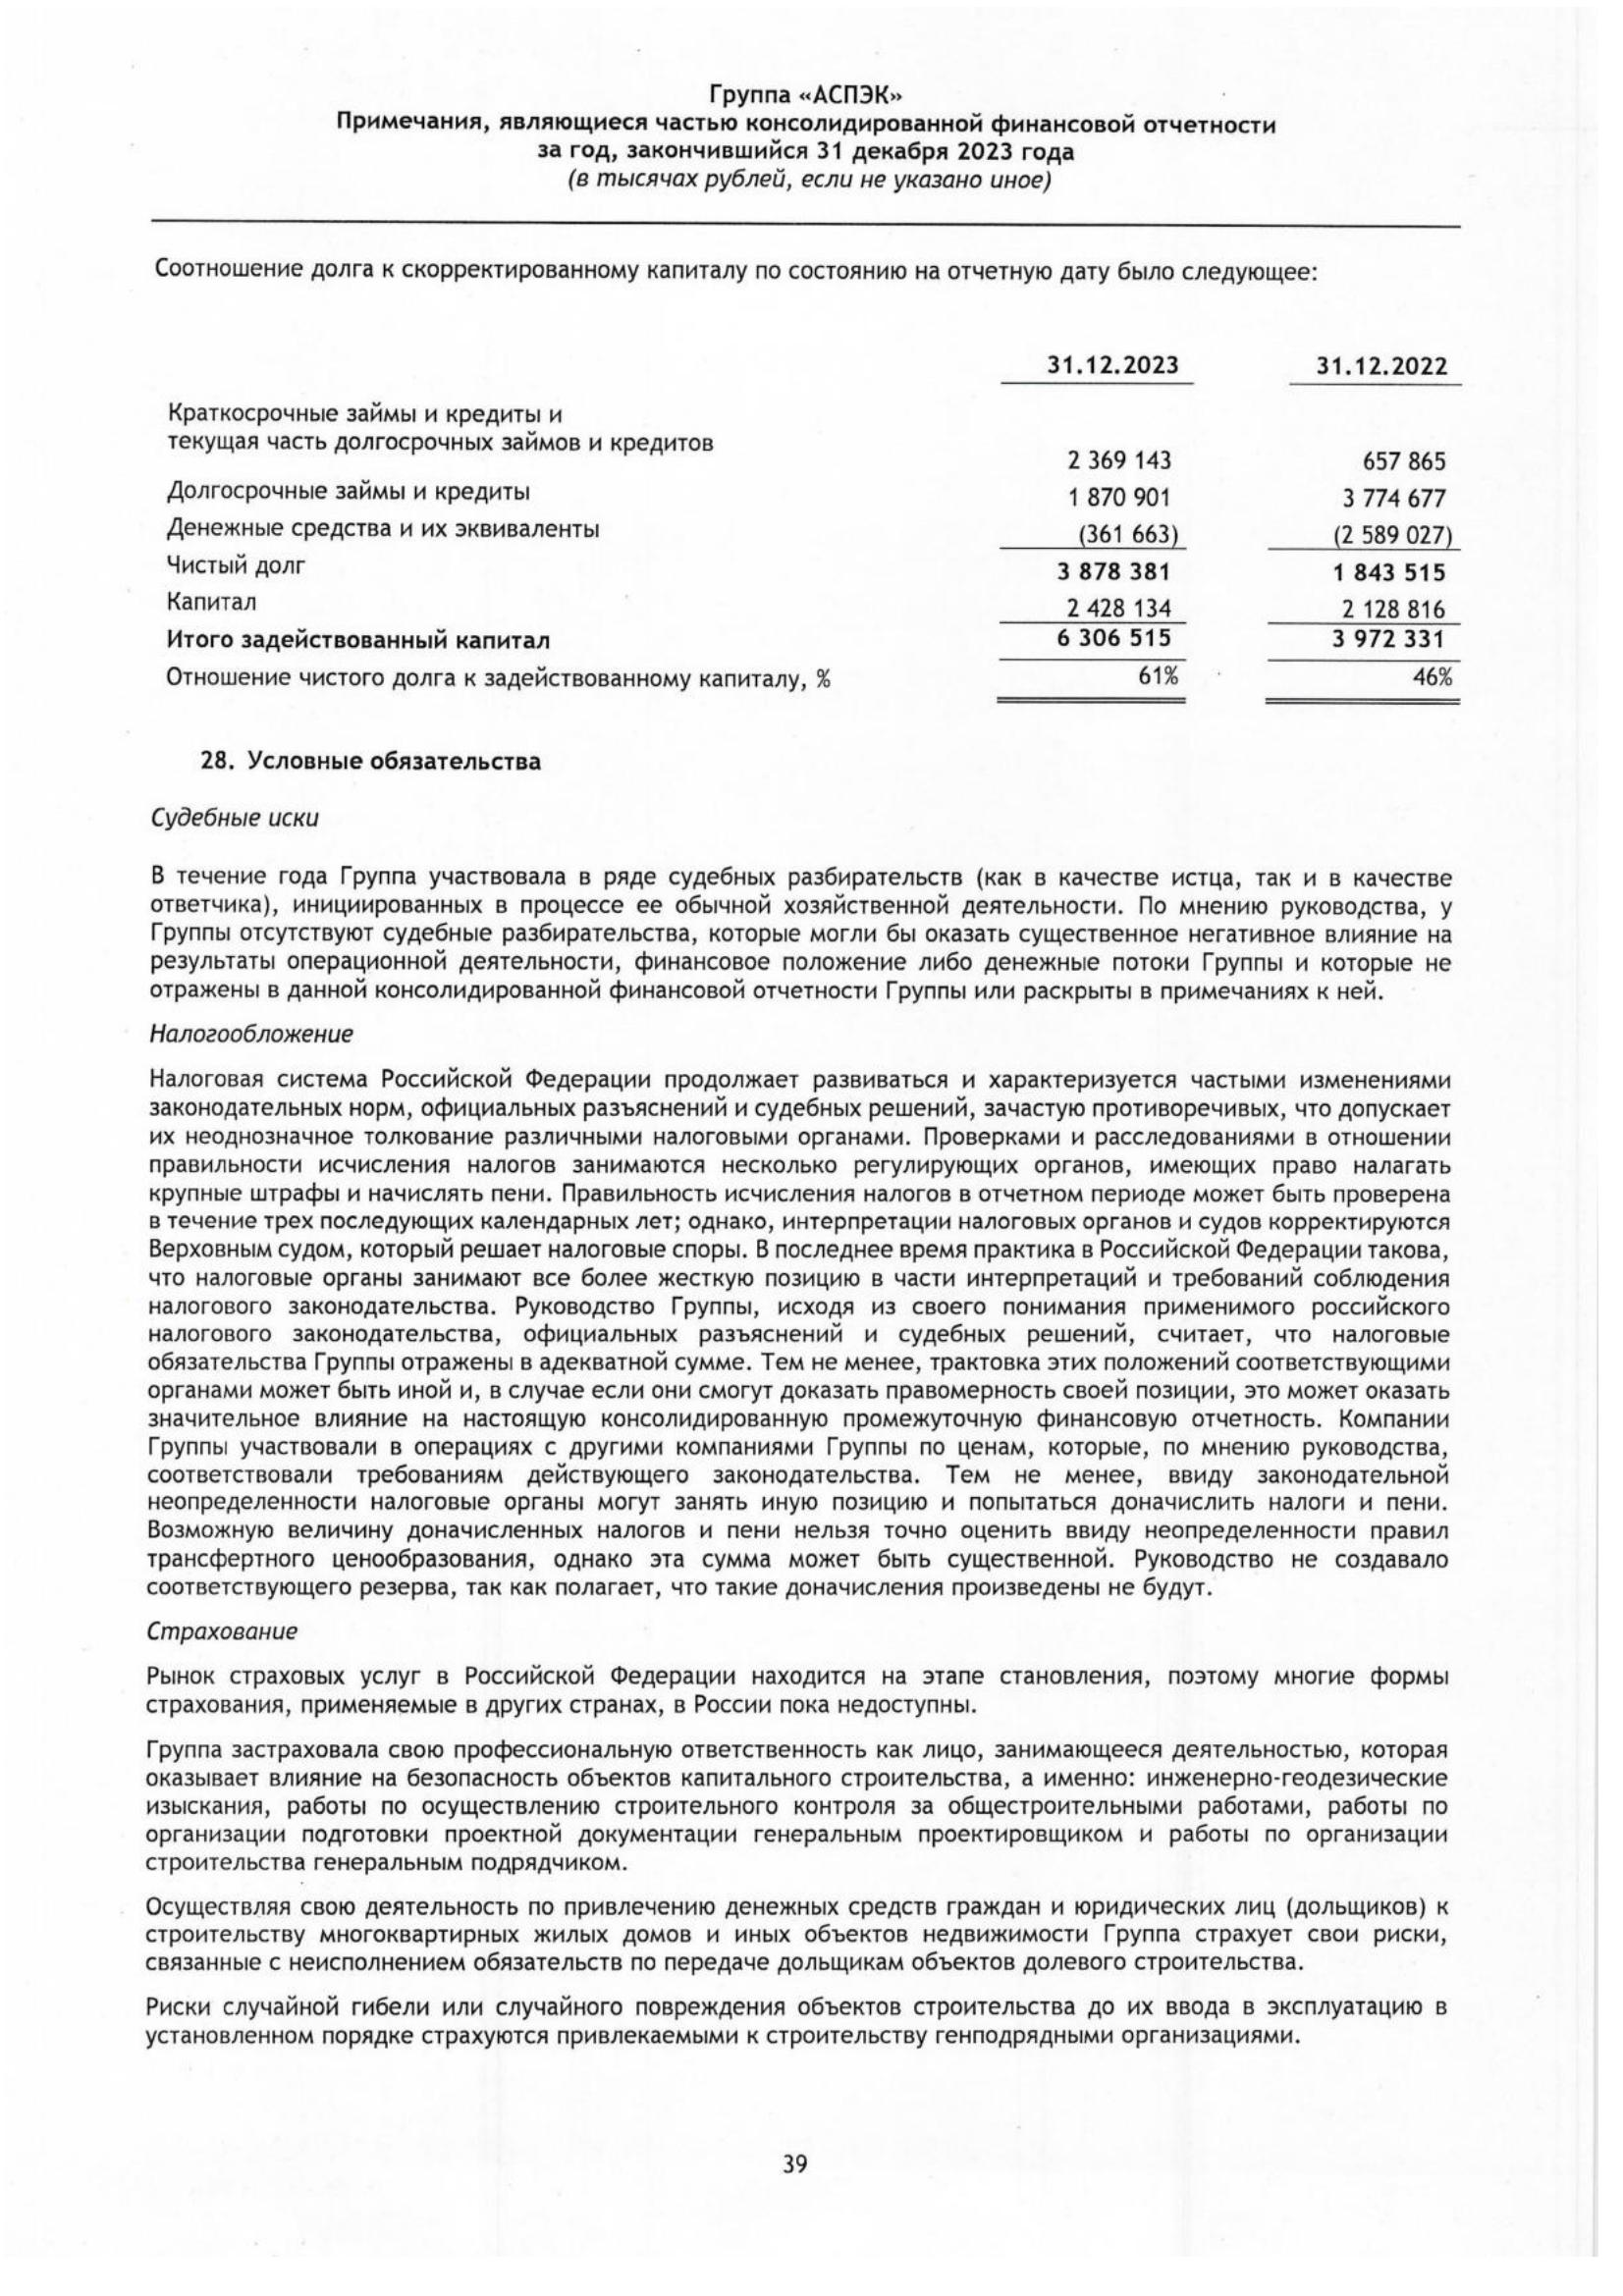 Группа «АСПЭК»
Примечания, являющиеся частью консолидированной финансовой отчетности
за год, закончившийся 31 декабря 2023 года
(в тысячах рублей, если не указано иное)
Соотношение долга к скорректированному капиталу по состоянию на отчетную дату было следующее:
31.12.2023 31.12.2022
Краткосрочные займы и кредиты и
текущая часть долгосрочных займов и кредитов
2 369 143 657 865
Долгосрочные займы и кредиты 1 870 901 3 774 677
Денежные средства и их эквиваленты (361 663) (2 589 027)
Чистый долг 3 878 381 1 843 515
Капитал 2 428 134 2 128 816
Итого задействованный капитал 6 306 515 3 972 331
Отношение чистого долга к задействованному капиталу, % 61% 46%
28. Условные обязательства
Судебные иски
В течение года Группа участвовала в ряде судебных разбирательств (как в качестве истца, так и в качестве
ответчика), инициированных в процессе ее обычной хозяйственной деятельности. По мнению руководства, у
Группы отсутствуют судебные разбирательства, которые могли бы оказать существенное негативное влияние на
результаты операционной деятельности, финансовое положение либо денежные потоки Группы и которые не
отражены в данной консолидированной финансовой отчетности Группы или раскрыты в примечаниях к ней.
Налогообложение
Налоговая система Российской Федерации продолжает развиваться и характеризуется частыми изменениями
законодательных норм, официальных разъяснений и судебных решений, зачастую противоречивых, что допускает
их неоднозначное толкование различными налоговыми органами. Проверками и расследованиями в отношении
правильности исчисления налогов занимаются несколько регулирующих органов, имеющих право налагать
крупные штрафы и начислять пени. Правильность исчисления налогов в отчетном периоде может быть проверена
в течение трех последующих календарных лет; однако, интерпретации налоговых органов и судов корректируются
Верховным судом, который решает налоговые споры. В последнее время практика в Российской Федерации такова,
что налоговые органы занимают все более жесткую позицию в части интерпретаций и требований соблюдения
налогового законодательства. Руководство Группы, исходя из своего понимания применимого российского
налогового законодательства, официальных разъяснений и судебных решений, считает, что налоговые
обязательства Группы отражены в адекватной сумме. Тем не менее, трактовка этих положений соответствующими
органами может быть иной и, в случае если они смогут доказать правомерность своей позиции, это может оказать
значительное влияние на настоящую консолидированную промежуточную финансовую отчетность. Компании
Группы участвовали в операциях с другими компаниями Группы по ценам, которые, по мнению руководства,
соответствовали требованиям действующего законодательства. Тем не менее, ввиду законодательной
неопределенности налоговые органы могут занять иную позицию и попытаться доначислить налоги и пени.
Возможную величину доначисленных налогов и пени нельзя точно оценить ввиду неопределенности правил
трансфертного ценообразования, однако эта сумма может быть существенной. Руководство не создавало
соответствующего резерва, так как полагает, что такие доначисления произведены не будут.
Страхование
Рынок страховых услуг в Российской Федерации находится на этапе становления, поэтому многие формы
страхования, применяемые в других странах, в России пока недоступны.
Группа застраховала свою профессиональную ответственность как лицо, занимающееся деятельностью, которая
оказывает влияние на безопасность объектов капитального строительства, а именно: инженерно-геодезические
изыскания, работы по осуществлению строительного контроля за общестроительными работами, работы по
организации подготовки проектной документации генеральным проектировщиком и работы по организации
строительства генеральным подрядчиком.
Осуществляя свою деятельность по привлечению денежных средств граждан и юридических лиц (дольщиков) к
строительству многоквартирных жилых домов и иных объектов недвижимости Группа страхует свои риски,
связанные с неисполнением обязательств по передаче дольщикам объектов долевого строительства.
Риски случайной гибели или случайного повреждения объектов строительства до их ввода в эксплуатацию в
установленном порядке страхуются привлекаемыми к строительству генподрядными организациями.
39